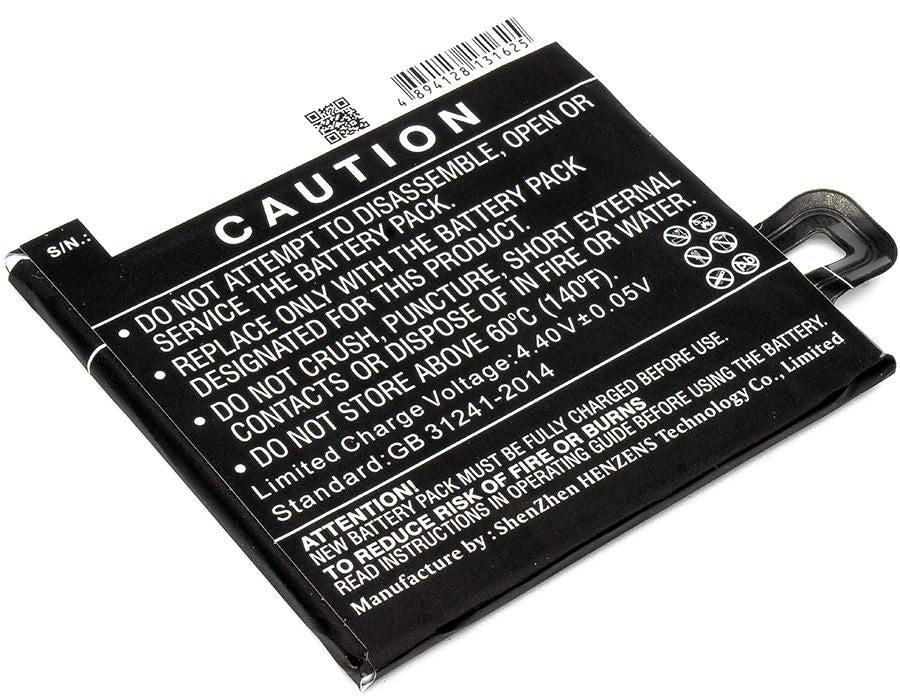 4 894128 131625
CAUTION
S/N.:
• DO NOT ATTEMPT TO DISASSEMBLE, OPEN OR
SERVICE THE BATTERY PACK.
• REPLACE ONLY WITH THE BATTERY PACK
DESIGNATED FOR THIS PRODUCT.
• DO NOT CRUSH, PUNCTURE, SHORT EXTERNAL
CONTACTS OR DISPOSE OF IN FIRE OR WATER.
• DO NOT STORE ABOVE 60°C (140°F).
Limited Charge Voltage:4.40V±0.05V
Standard:GB 31241-2014
ATTENTION!
NEW BATTERY PACK MUST BE FULLY CHARGED BEFORE USE.
TO REDUCE RISK OF FIRE OR BURNS
READ INSTRUCTIONS OPERATING GUIDE BEFORE USING THE BATTERY.
Manufacture by : ShenZhen HENZENS Technology Co., Limited